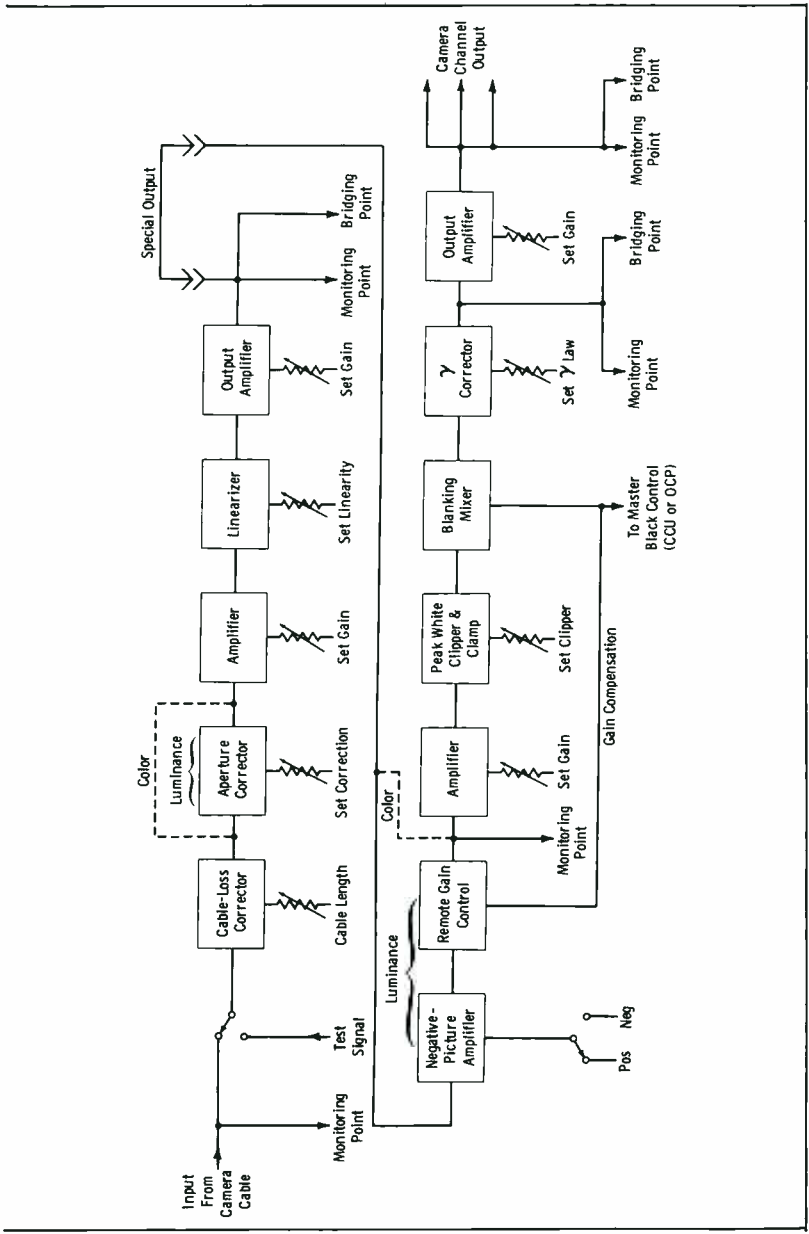 Input
From
Camera
Cable
Monitoring
Point
Test
Signal
Cable-Loss
Corrector
Cable Length
Color
Luminance
Aperture
Corrector
Set Correction
Amplifier
Set Gain
Linearizer
Set Linearity
Output
Amplifier
Set Gain
Special Output
Monitoring
Point
Bridging
Point
Negative-
Picture
Amplifier
Pos
Neg
Luminance
Remote Gain
Control
Color
Monitoring
Point
Amplifier
Set Gain
Peak White
Clipper &
Clamp
Set Clipper
Gain Compensation
Blanking
Mixer
To Master
Black Control
(CCU or OCP)
γ
Corrector
Set γ Law
Monitoring
Point
Bridging
Point
Output
Amplifier
Set Gain
Camera
Channel
Output
Monitoring
Point
Bridging
Point